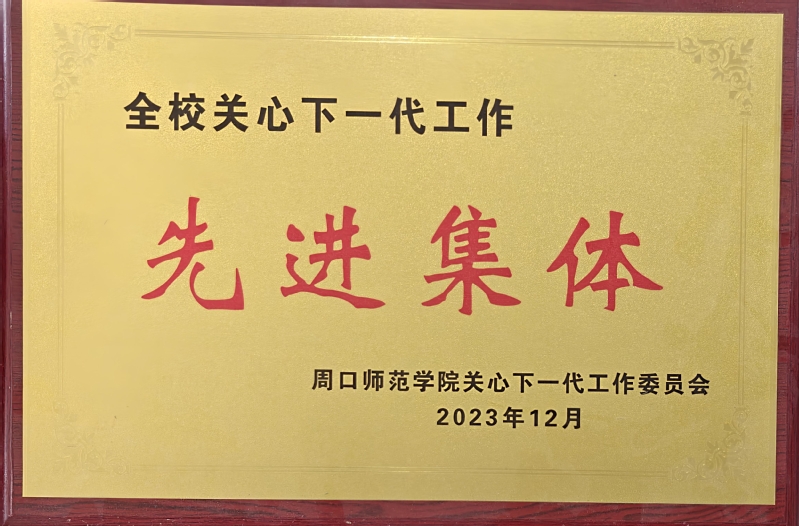 全校关心下一代工作
先进集体
周口师范学院关心下一代工作委员会
2023年12月